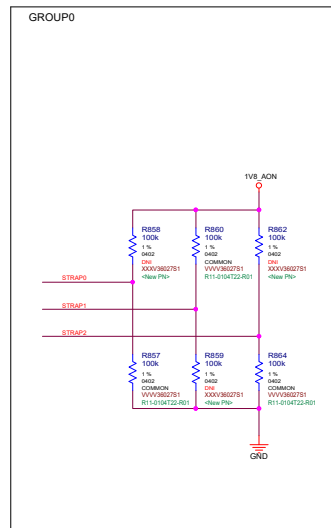 GROUP0
1V8_AON
R858
100k
1 %
0402
DNI
XXXV36027S1
<New PN>
R860
100k
1 %
0402
COMMON
VVVV36027S1
R11-0104T22-R01
R862
100k
1 %
0402
DNI
XXXV36027S1
<New PN>
STRAP0
STRAP1
STRAP2
R857
100k
1 %
0402
COMMON
VVVV36027S1
R11-0104T22-R01
R859
100k
1 %
0402
DNI
XXXV36027S1
<New PN>
R864
100k
1 %
0402
COMMON
VVVV36027S1
R11-0104T22-R01
GND